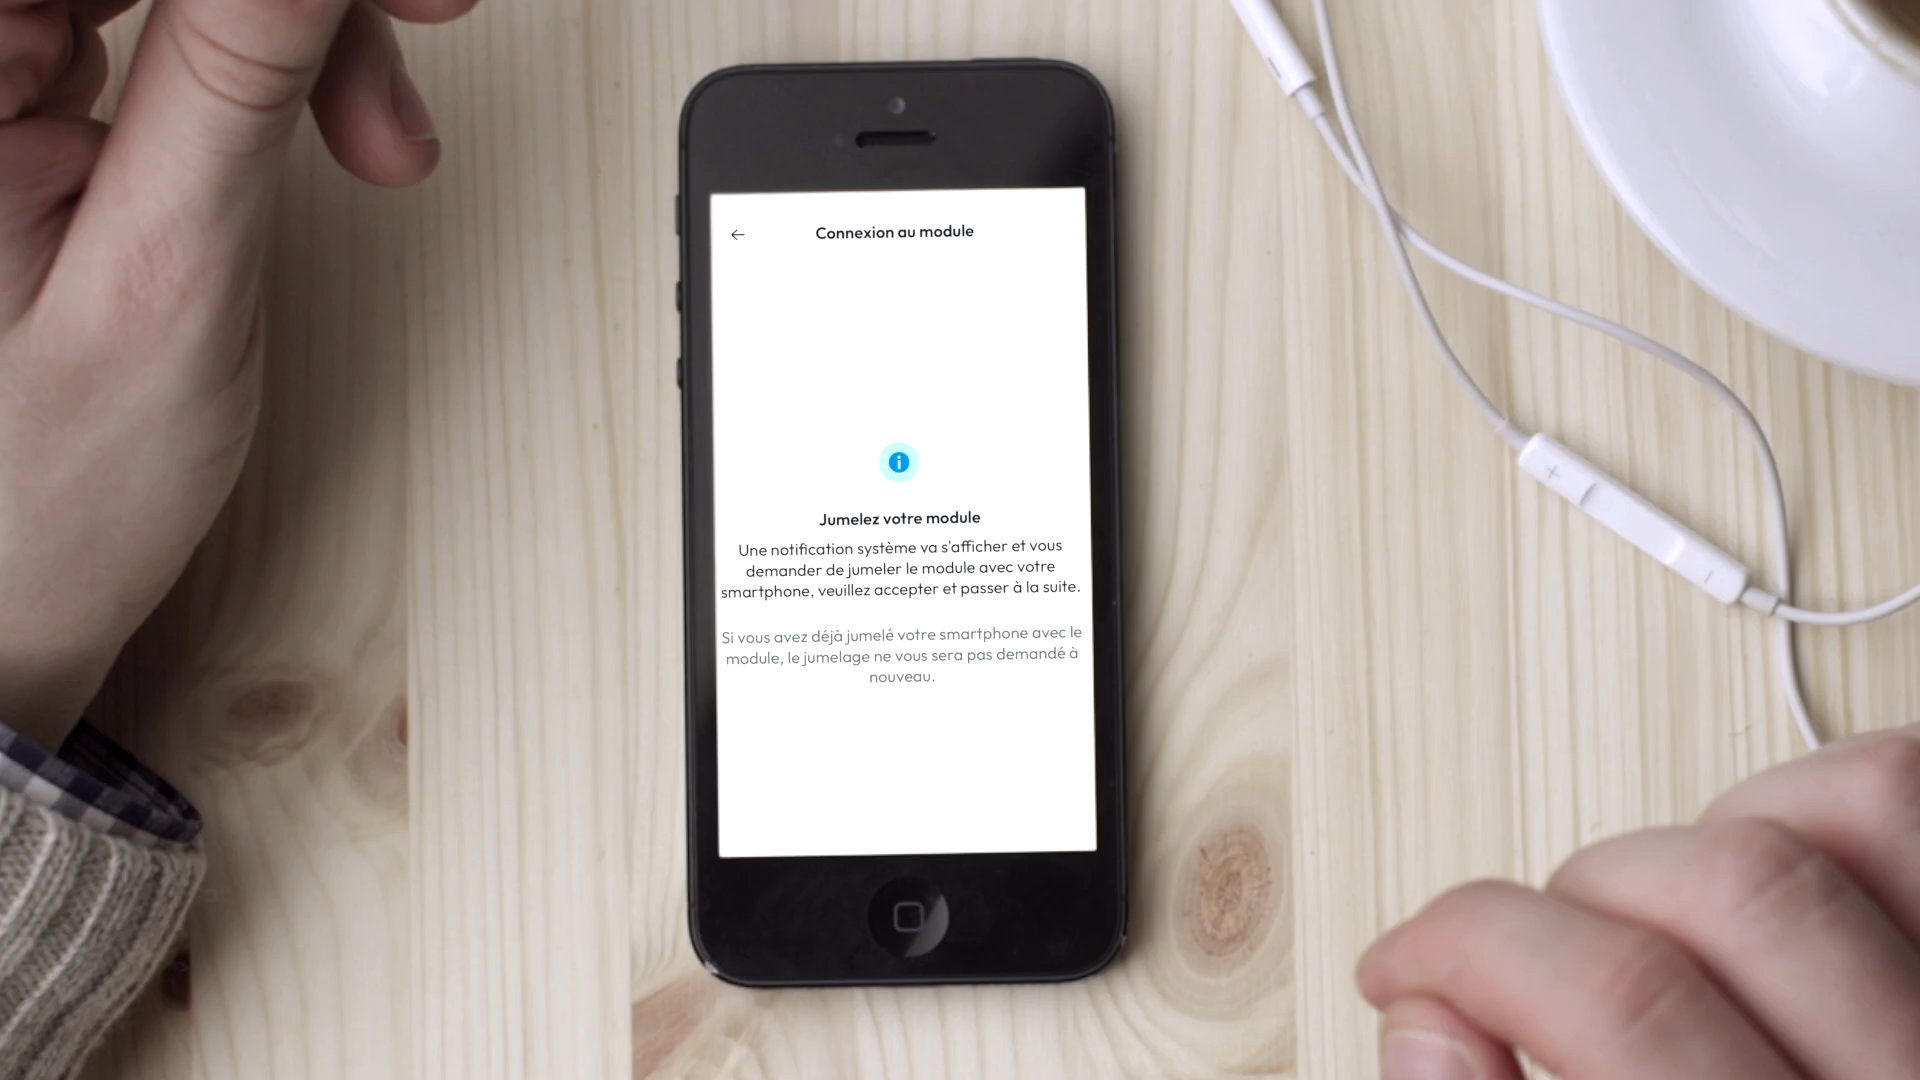 Connexion au module
Jumelez votre module
Une notification système va s'afficher et vous
demander de jumeler le module avec votre
smartphone, veuillez accepter et passer à la suite.
Si vous avez déjà jumelé votre smartphone avec le
module, le jumelage ne vous sera pas demandé à
nouveau.